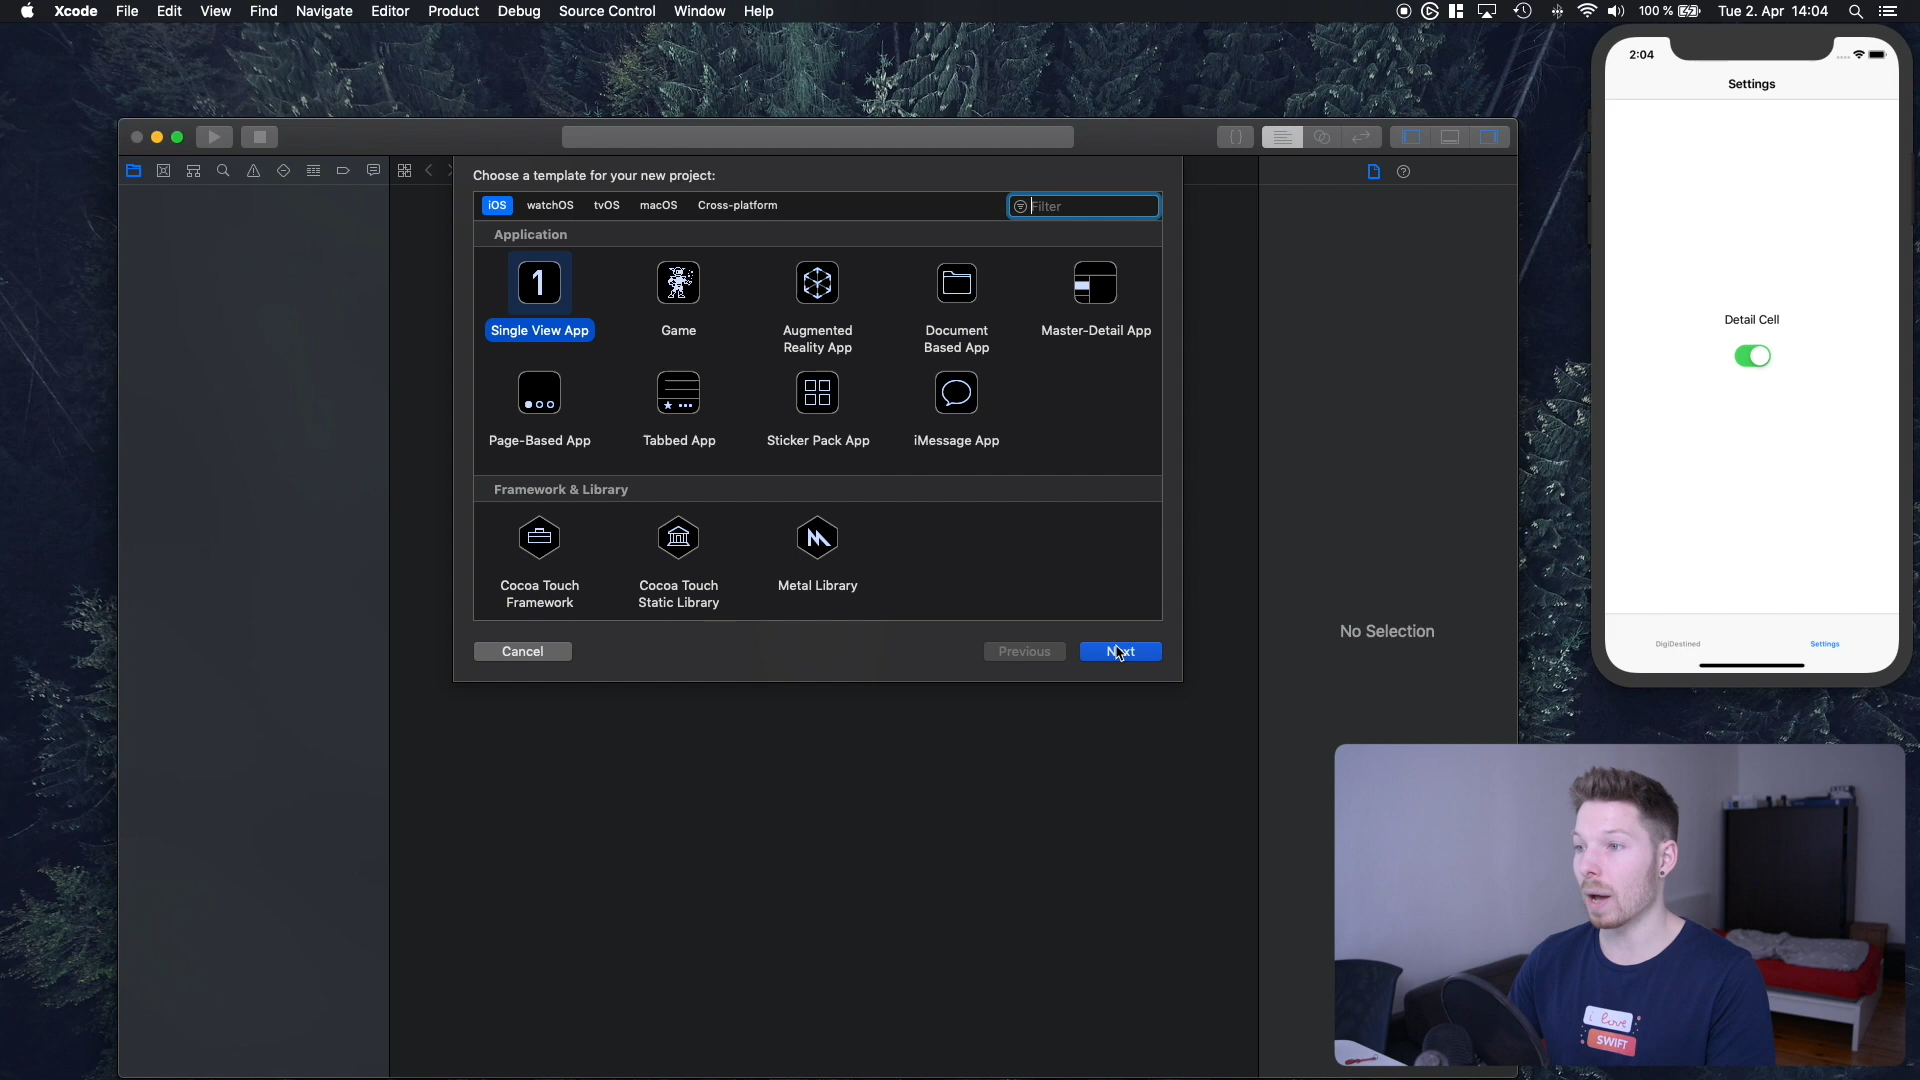 Xcode File Edit View Find Navigate Editor Product Debug Source Control Window Help
100 % Tue 2. Apr 14:04
2:04
Settings
Choose a template for your new project:
iOS watchOS tvOS macOS Cross-platform
Filter
Application
1
Single View App
Game
Augmented
Reality App
Document
Based App
Master-Detail App
Page-Based App
Tabbed App
Sticker Pack App
iMessage App
Framework & Library
Cocoa Touch
Framework
Cocoa Touch
Static Library
Metal Library
Cancel
Previous
Next
Detail Cell
No Selection
DigiDestined
Settings
i love
SWIFT